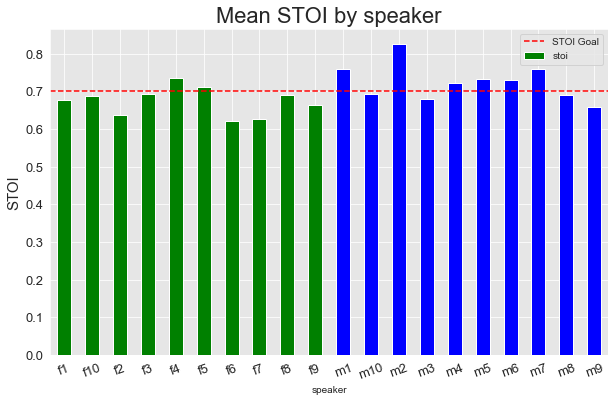 Mean STOI by speaker
STOI Goal
stoi
STOI
0.8
0.7
0.6
0.5
0.4
0.3
0.2
0.1
0.0
f1 f10 f2 f3 f4 f5 f6 f7 f8 f9 m1 m10 m2 m3 m4 m5 m6 m7 m8 m9
speaker